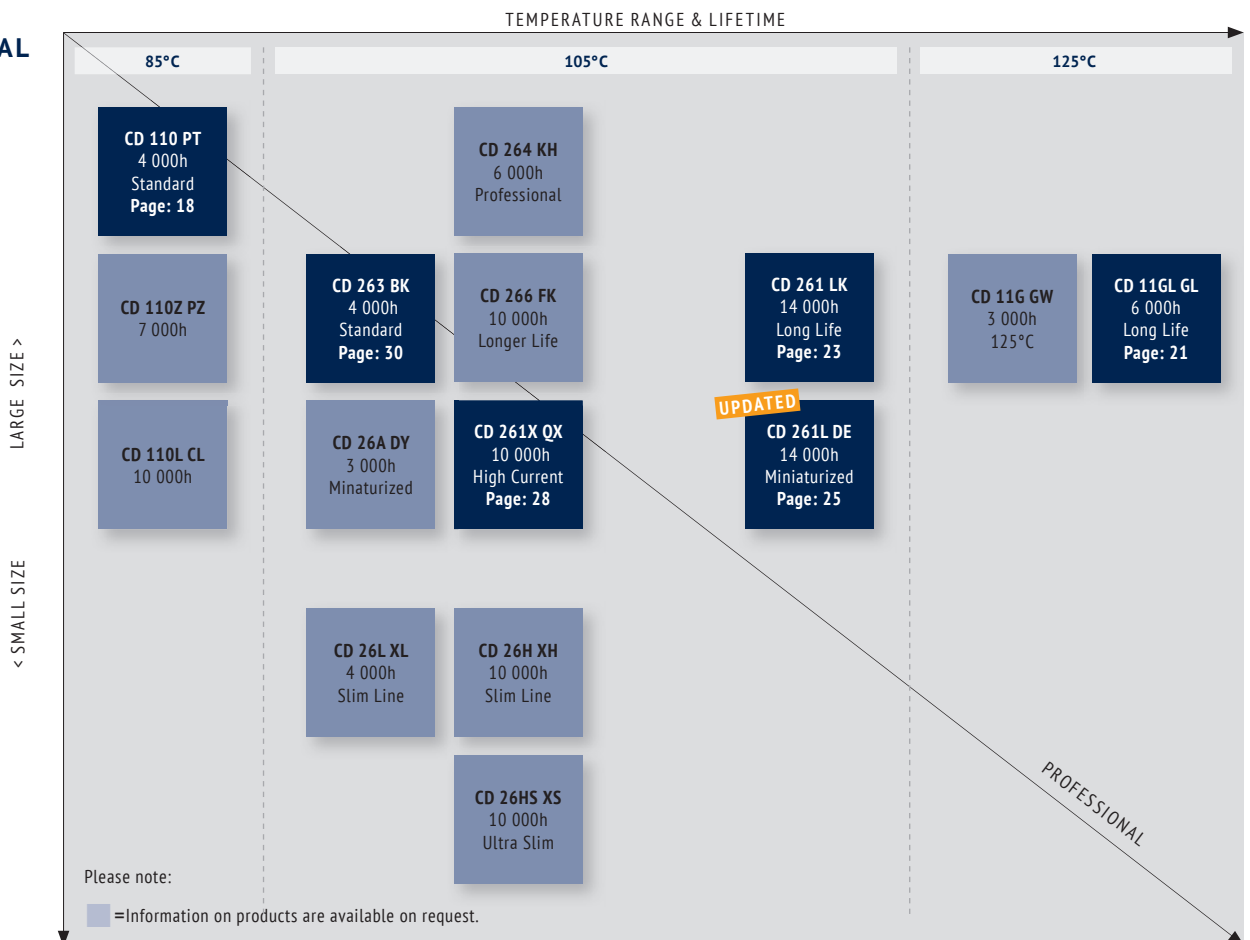 TEMPERATURE RANGE & LIFETIME
AL
85°C
105°C
125°C
CD 110 PT
4 000h
Standard
Page: 18
CD 264 KH
6 000h
Professional
CD 110Z PZ
7 000h
CD 263 BK
4 000h
Standard
Page: 30
CD 266 FK
10 000h
Longer Life
CD 261 LK
14 000h
Long Life
Page: 23
CD 11G GW
3 000h
125°C
CD 11GL GL
6 000h
Long Life
Page: 21
LARGE SIZE >
UPDATED
CD 110L CL
10 000h
CD 26A DY
3 000h
Minaturized
CD 261X QX
10 000h
High Current
Page: 28
CD 261L DE
14 000h
Miniaturized
Page: 25
< SMALL SIZE
CD 26L XL
4 000h
Slim Line
CD 26H XH
10 000h
Slim Line
CD 26HS XS
10 000h
Ultra Slim
PROFESSIONAL
Please note:
=Information on products are available on request.